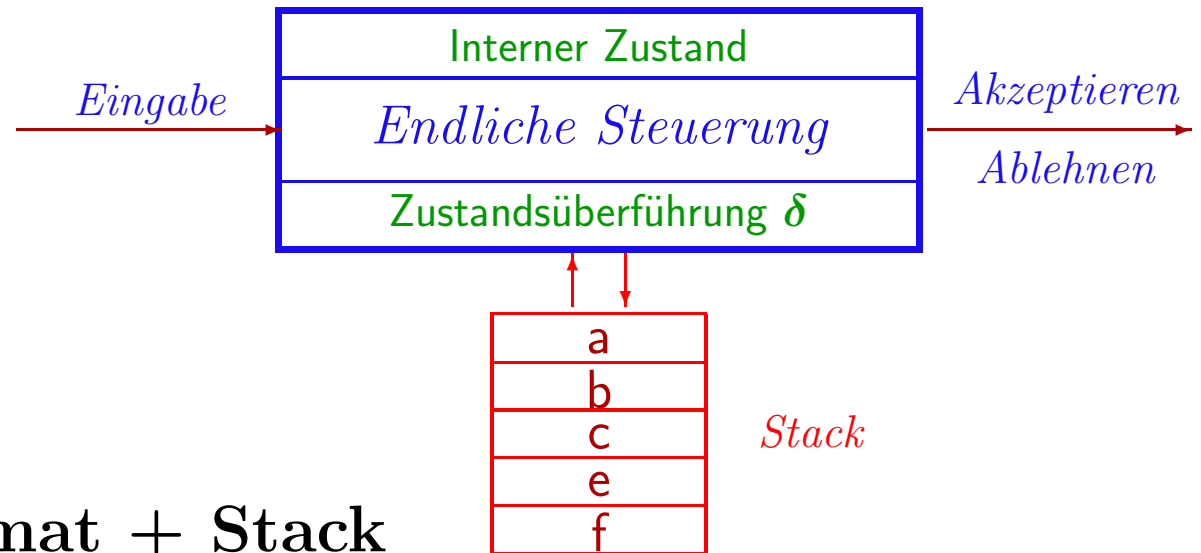 Interner Zustand
Eingabe
Endliche Steuerung
Akzeptieren
Ablehnen
Zustandsüberführung δ
a
b
c
e
f
Stack
mat + Stack